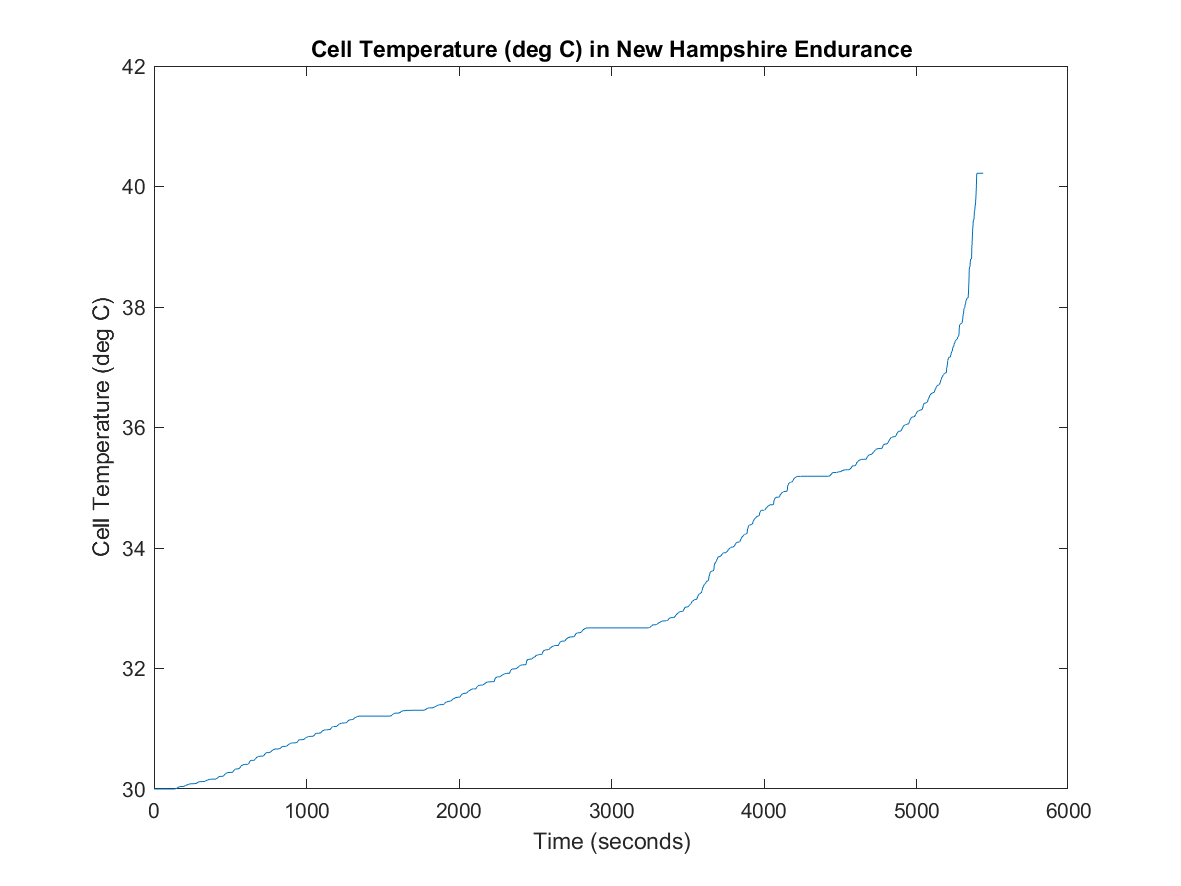 Cell Temperature (deg C) in New Hampshire Endurance
42
40
38
36
34
32
30
Cell Temperature (deg C)
0 1000 2000 3000 4000 5000 6000
Time (seconds)